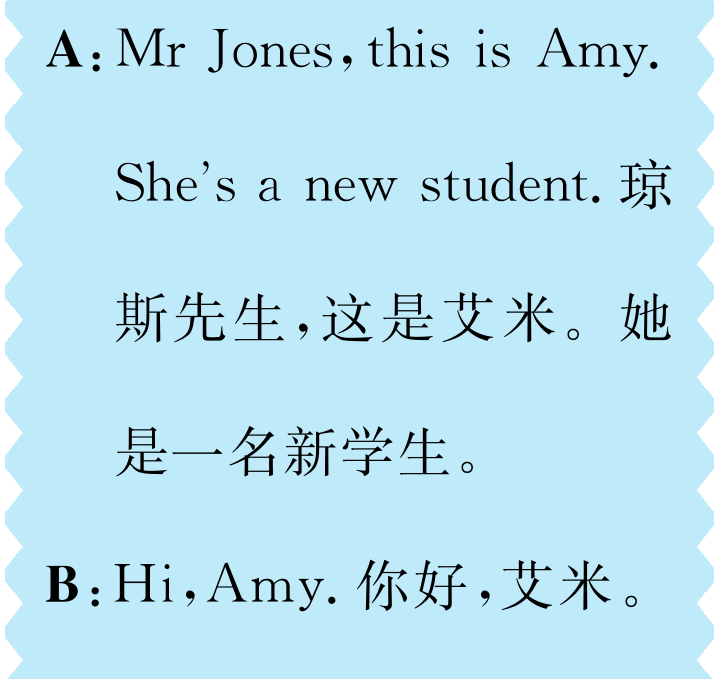 A:Mr Jones,this is Amy.
She's a new student. 琼
斯先生,这是艾米。她
是一名新学生。
B:Hi,Amy. 你好,艾米。